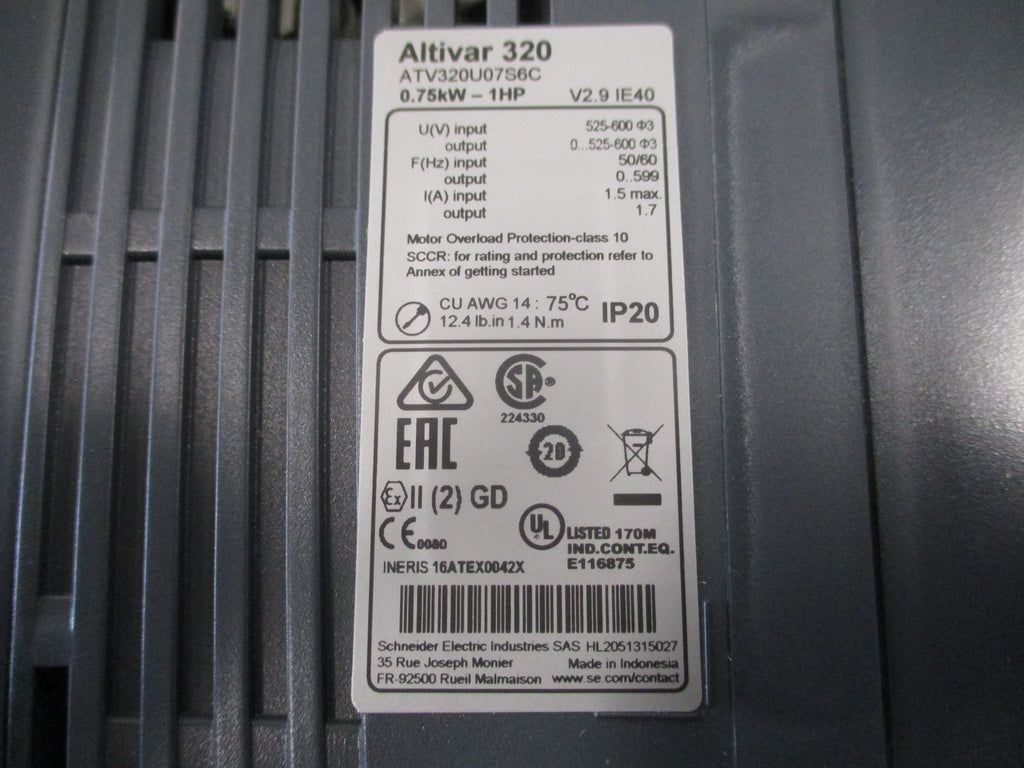 Altivar 320
ATV320U07S6C
0.75kW – 1HP V2.9 IE40
U(V) input 525-600 Φ3
output 0...525-600 Φ3
F(Hz) input 50/60
output 0..599
I(A) input 1.5 max.
output 1.7
Motor Overload Protection-class 10
SCCR: for rating and protection refer to
Annex of getting started
CU AWG 14 : 75°C
12.4 lb.in 1.4 N.m IP20
SA ®
224330
EAC
20
Ex II (2) GD
CE 0080
UL LISTED 170M
IND.CONT.EQ.
E116875
INERIS 16ATEX0042X
Schneider Electric Industries SAS HL2051315027
35 Rue Joseph Monier Made in Indonesia
FR-92500 Rueil Malmaison www.se.com/contact